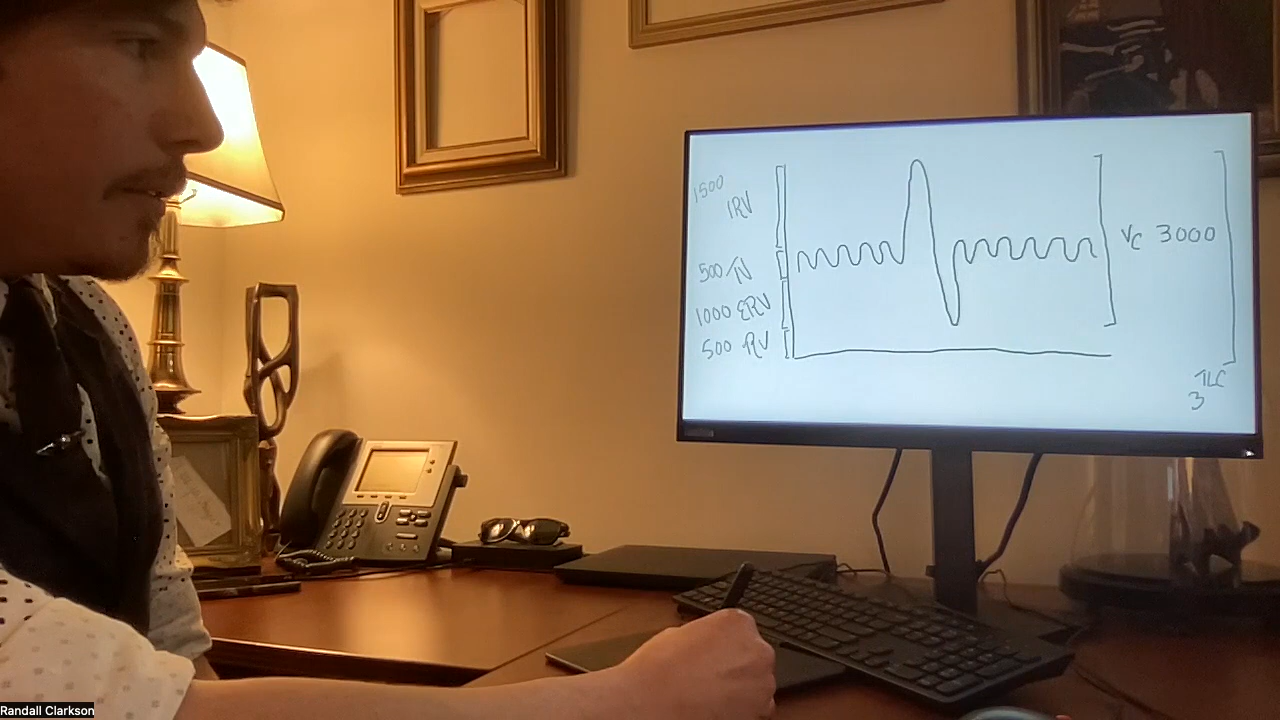 1500
IRV
500/TV
1000 ERV
500 RV
VC 3000
TLC
3
Randall Clarkson